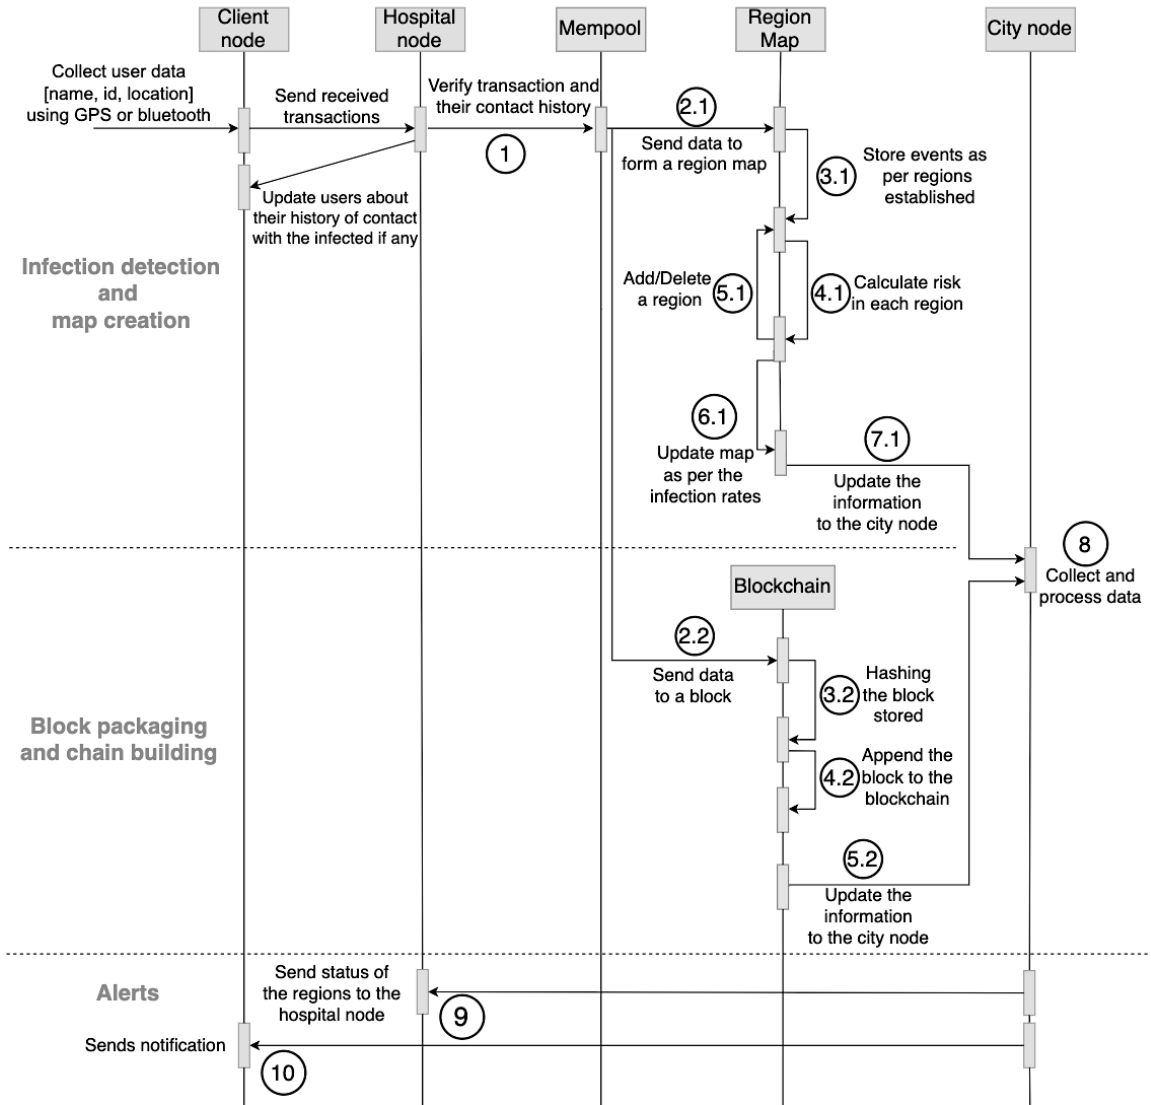 Client
node
Hospital
node
Mempool
Region
Map
City node
Collect user data
[name, id, location]
using GPS or bluetooth
Send received
transactions
Verify transaction and
their contact history
1
2.1
Send data to
form a region map
3.1
Store events as
per regions
established
Update users about
their history of contact
with the infected if any
Infection detection
and
map creation
Add/Delete
a region
5.1
4.1
Calculate risk
in each region
6.1
Update map
as per the
infection rates
7.1
Update the
information
to the city node
8
Collect and
process data
Blockchain
2.2
Send data
to a block
3.2
Hashing
the block
stored
Block packaging
and chain building
4.2
Append the
block to the
blockchain
5.2
Update the
information
to the city node
Alerts
Send status of
the regions to the
hospital node
9
Sends notification
10